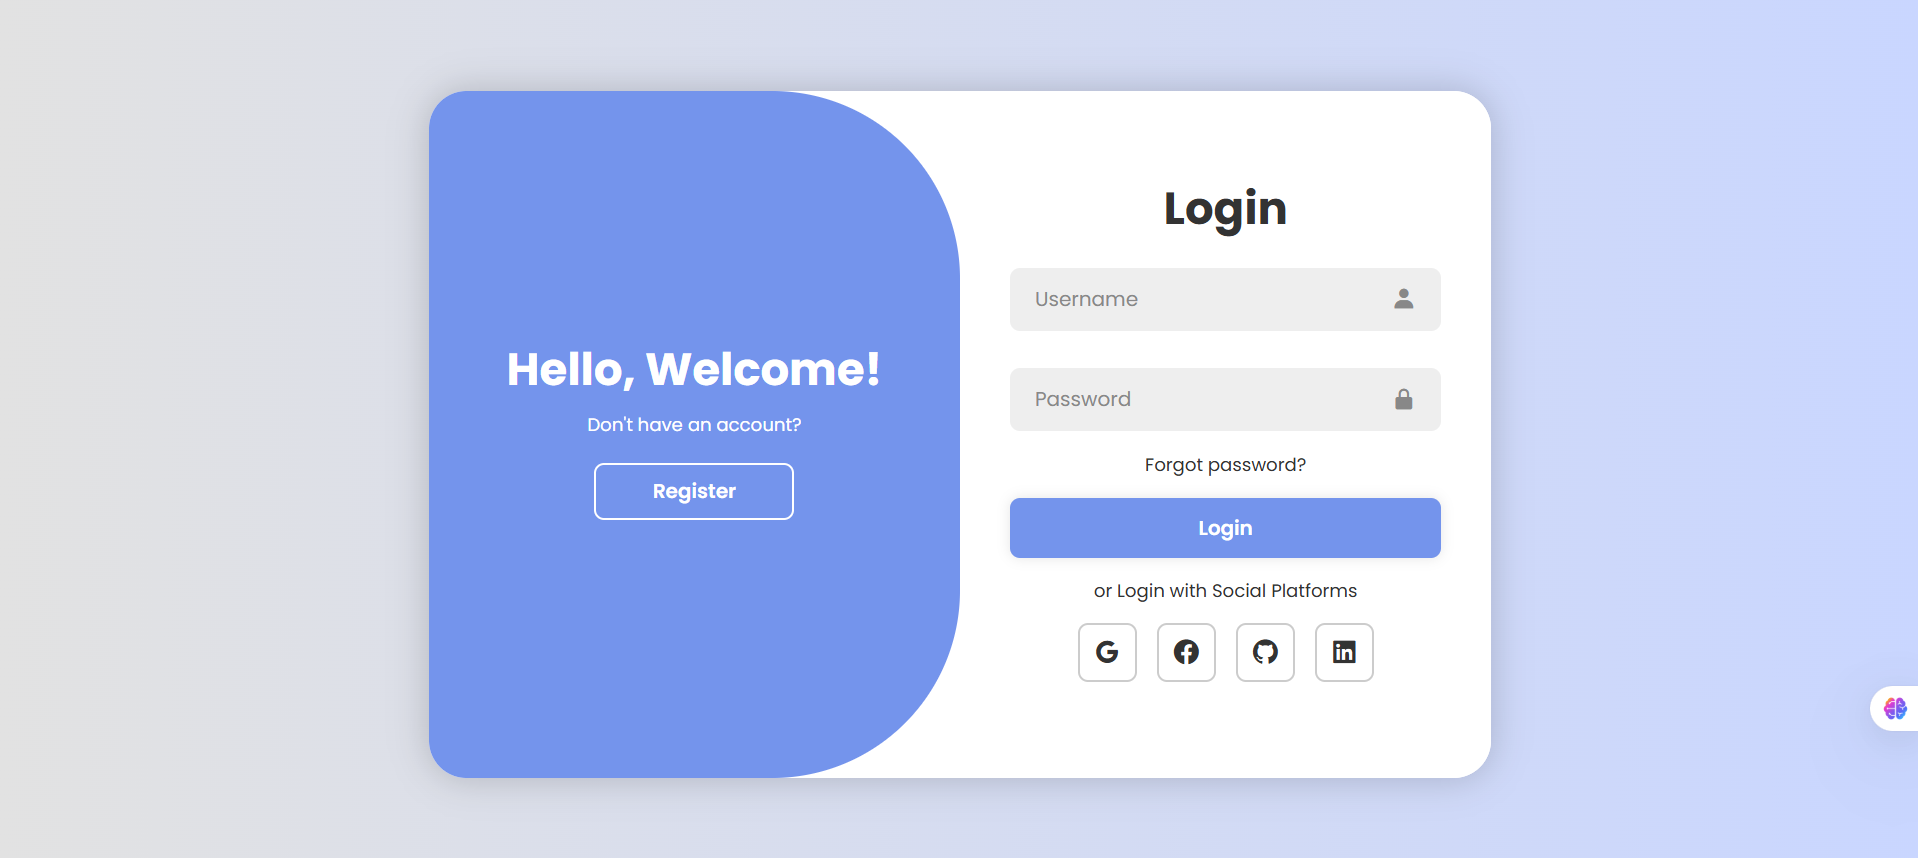 Hello, Welcome!
Don't have an account?
Register
Login
Username
Password
Forgot password?
Login
or Login with Social Platforms